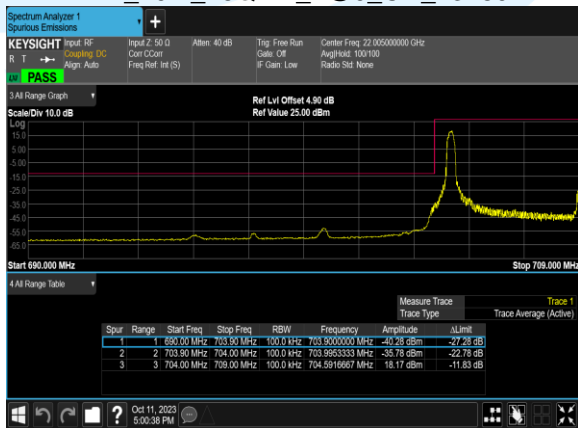 Spectrum Analyzer 1
Spurious Emissions
KEYSIGHT Input: RF Input Z: 50 Ω Atten: 40 dB Trig: Free Run Center Freq: 22.005000000 GHz
R T Coupling: DC Corr CCorr Gate: Off Avg|Hold: 100/100
Align: Auto Freq Ref: Int (S) IF Gain: Low Radio Std: None
PASS
3 All Range Graph
Ref Lvl Offset 4.90 dB
Scale/Div 10.0 dB Ref Value 25.00 dBm
Log
15.0
5.00
-5.00
-15.0
-25.0
-35.0
-45.0
-55.0
-65.0
Start 690.000 MHz Stop 709.000 MHz
4 All Range Table
Measure Trace Trace 1
Trace Type Trace Average (Active)
Spur Range Start Freq Stop Freq RBW Frequency Amplitude ΔLimit
1 1 690.00 MHz 703.90 MHz 100.0 kHz 703.9000000 MHz -40.28 dBm -27.28 dB
2 2 703.90 MHz 704.00 MHz 100.0 kHz 703.9953333 MHz -35.78 dBm -22.78 dB
3 3 704.00 MHz 709.00 MHz 100.0 kHz 704.5916667 MHz 18.17 dBm -11.83 dB
Oct 11, 2023
5:00:38 PM